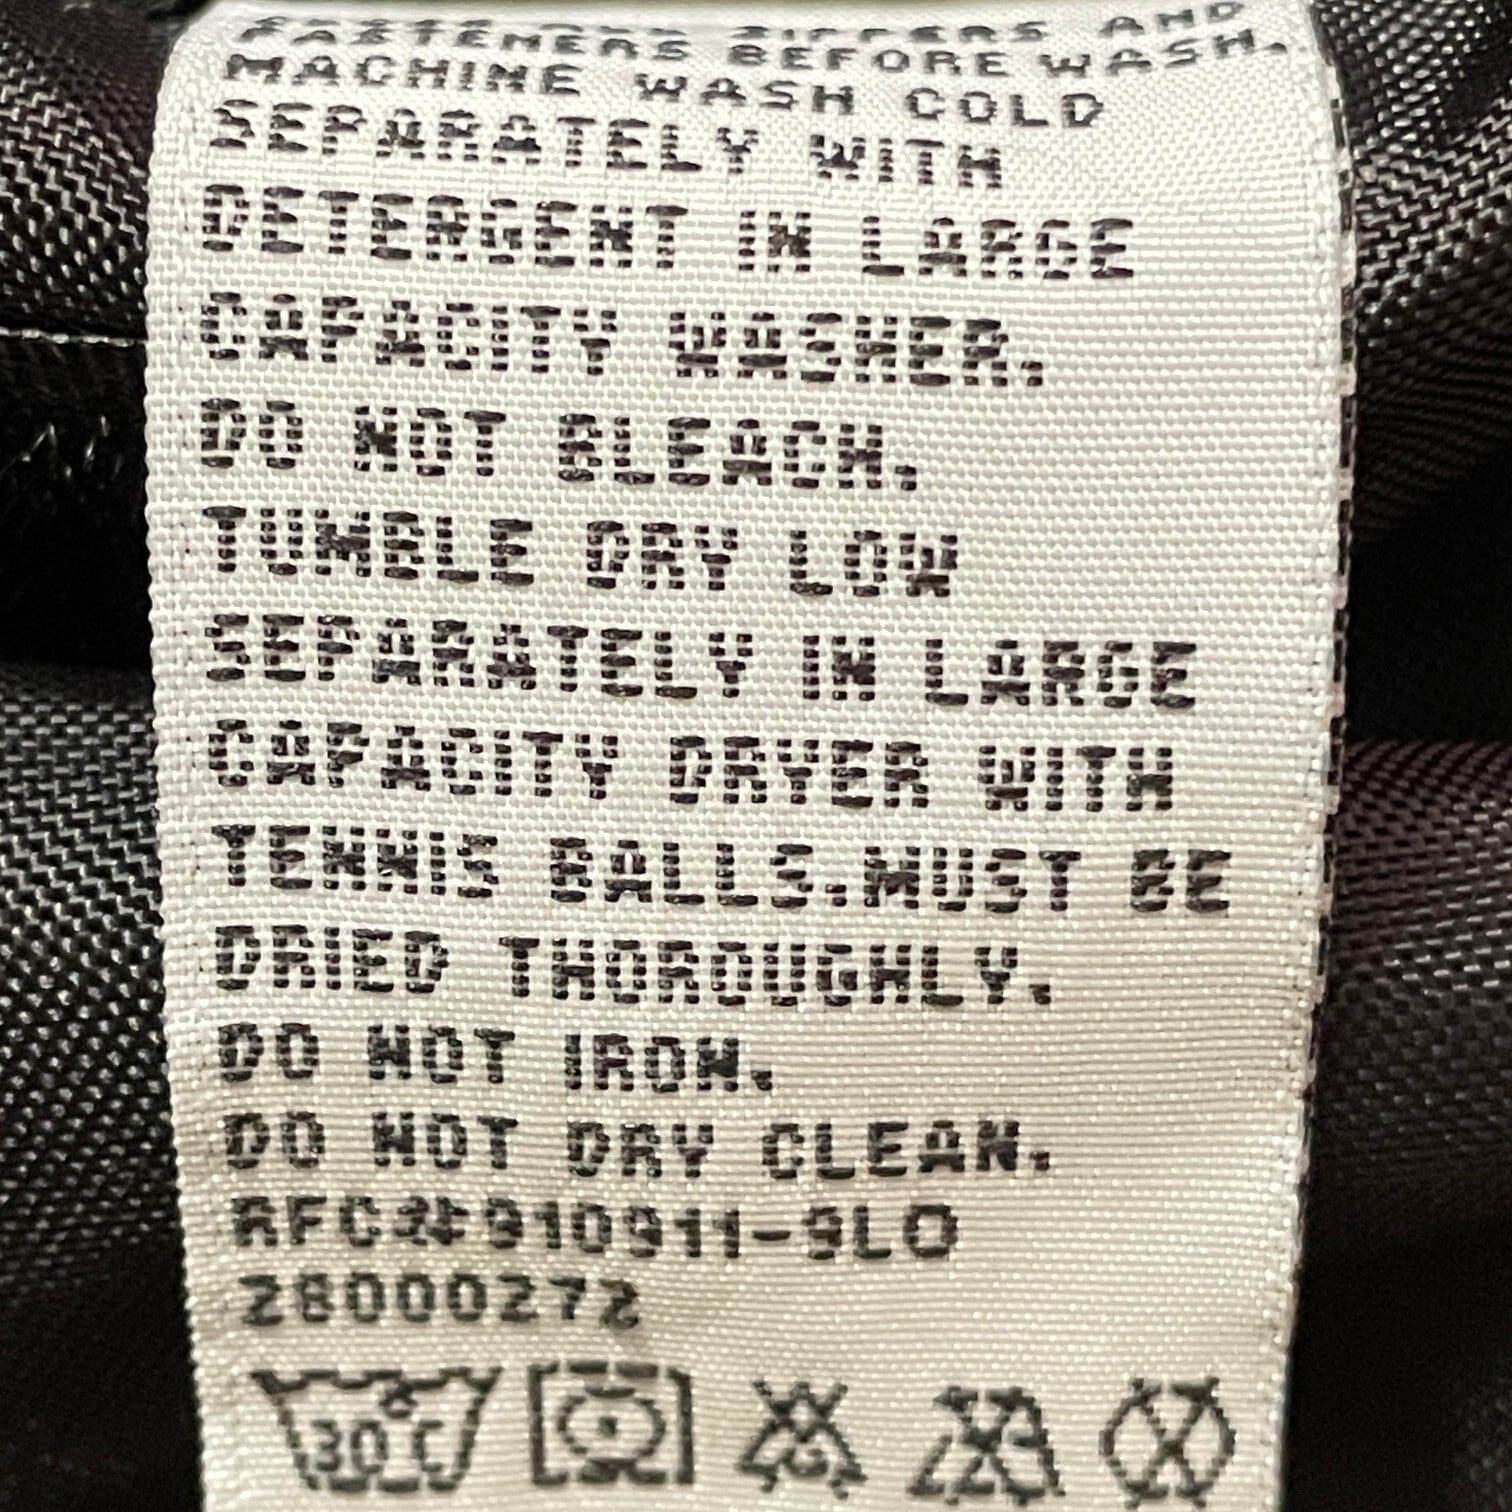 ZIPPERS AND
FASTENERS BEFORE WASH.
MACHINE WASH COLD
SEPARATELY WITH
DETERGENT IN LARGE
CAPACITY WASHER.
DO NOT BLEACH.
TUMBLE DRY LOW
SEPARATELY IN LARGE
CAPACITY DRYER WITH
TENNIS BALLS.MUST BE
DRIED THOROUGHLY.
DO NOT IRON.
DO NOT DRY CLEAN.
RFC#910911-9LO
26000272
30°C